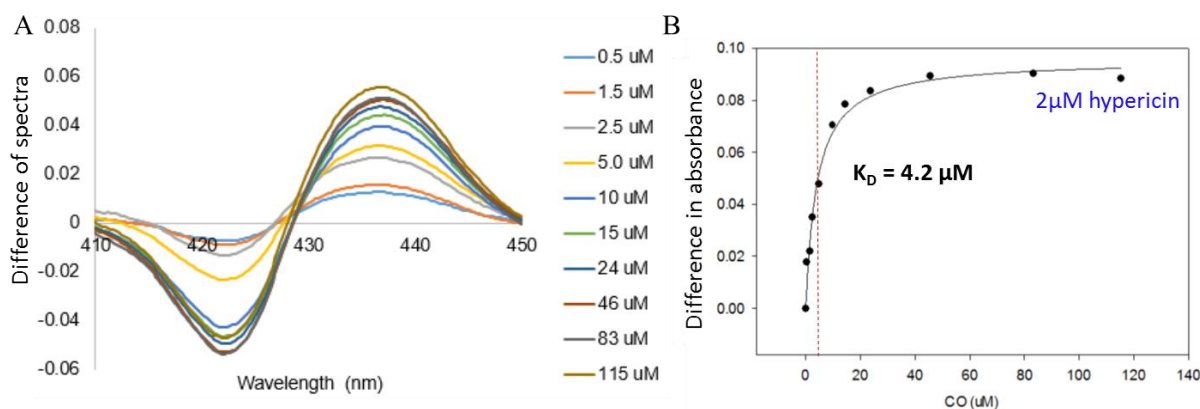 A
Difference of spectra
0.08
0.06
0.04
0.02
0
-0.02
-0.04
-0.06
410
420
430
440
450
Wavelength (nm)
0.5 uM
1.5 uM
2.5 uM
5.0 uM
10 uM
15 uM
24 uM
46 uM
83 uM
115 uM
B
Difference in absorbance
0.10
0.08
0.06
0.04
0.02
0.00
2µM hypericin
K_D = 4.2 µM
0
20
40
60
80
100
120
140
CO (uM)